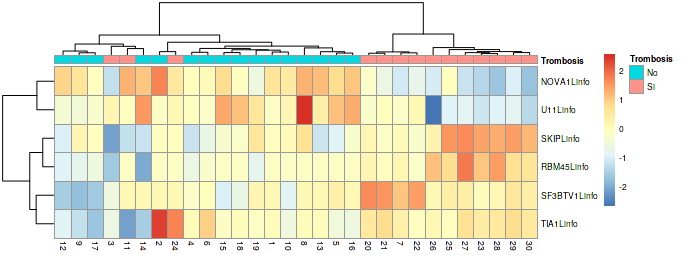 Trombosis
NOVA1Linfo
U11Linfo
SKIPLinfo
RBM45Linfo
SF3BTV1Linfo
TIA1Linfo
12 9 17 3 11 14 2 24 4 6 15 18 19 1 10 8 13 5 16 20 21 7 22 26 25 27 23 28 29 30
2
1
0
-1
-2
Trombosis
No
Si